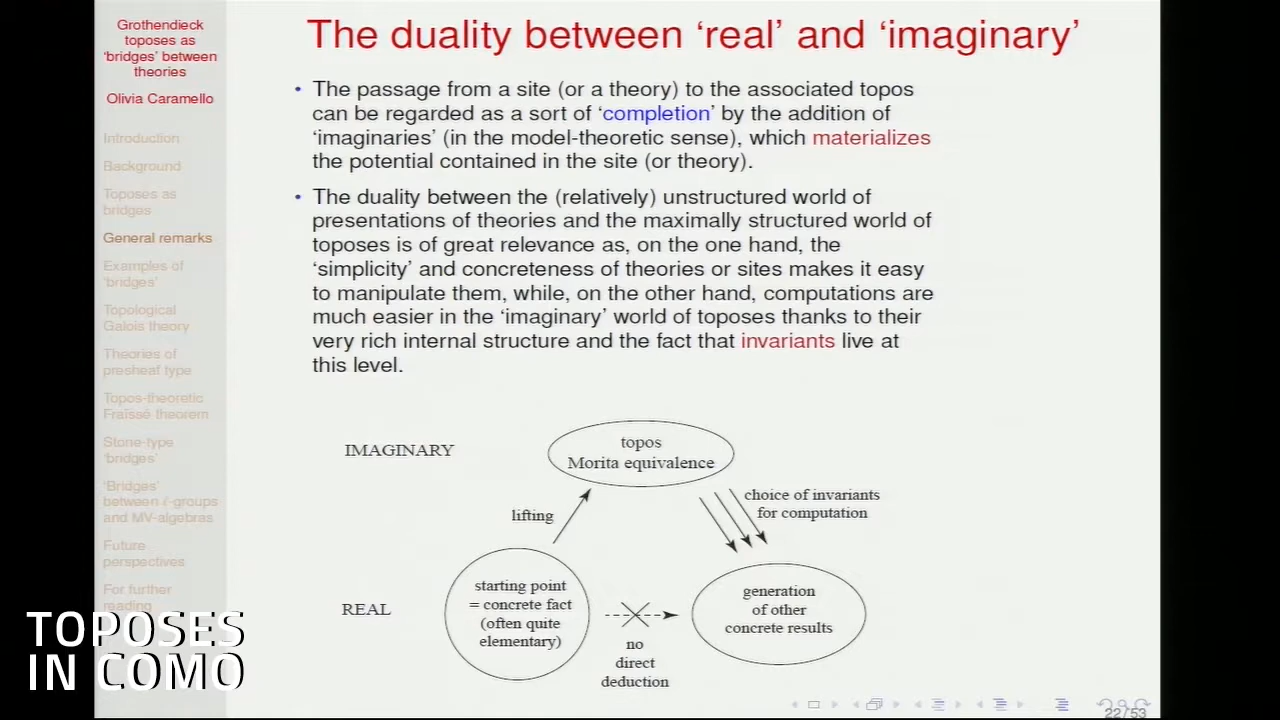 Grothendieck
toposes as
‘bridges’ between
theories
Olivia Caramello
Introduction
Background
Toposes as
bridges
General remarks
Examples of
‘bridges’
Topological
Galois theory
Theories of
presheaf type
Topos-theoretic
Fraïssé theorem
Stone-type
‘bridges’
‘Bridges’
between ℓ-groups
and MV-algebras
Future
perspectives
For further
reading
TOPOSES
IN COMO
The duality between ‘real’ and ‘imaginary’
• The passage from a site (or a theory) to the associated topos
can be regarded as a sort of ‘completion’ by the addition of
‘imaginaries’ (in the model-theoretic sense), which materializes
the potential contained in the site (or theory).
• The duality between the (relatively) unstructured world of
presentations of theories and the maximally structured world of
toposes is of great relevance as, on the one hand, the
‘simplicity’ and concreteness of theories or sites makes it easy
to manipulate them, while, on the other hand, computations are
much easier in the ‘imaginary’ world of toposes thanks to their
very rich internal structure and the fact that invariants live at
this level.
IMAGINARY
topos
Morita equivalence
lifting
choice of invariants
for computation
REAL
starting point
= concrete fact
(often quite
elementary)
no
direct
deduction
generation
of other
concrete results
22/53